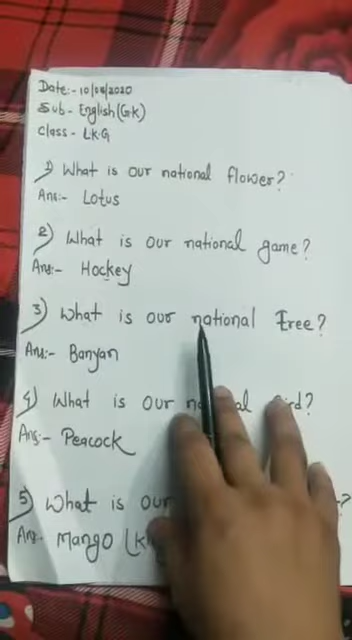 Date:- 10/08/2020
Sub- English(GK)
Class- LKG
1) What is our national flower?
Ans:- Lotus
2) What is our national game?
Ans:- Hockey
3) What is our national tree?
Ans:- Banyan
4) What is our
Ans:- Peacock
5) What is our ?
Ans:- Mango